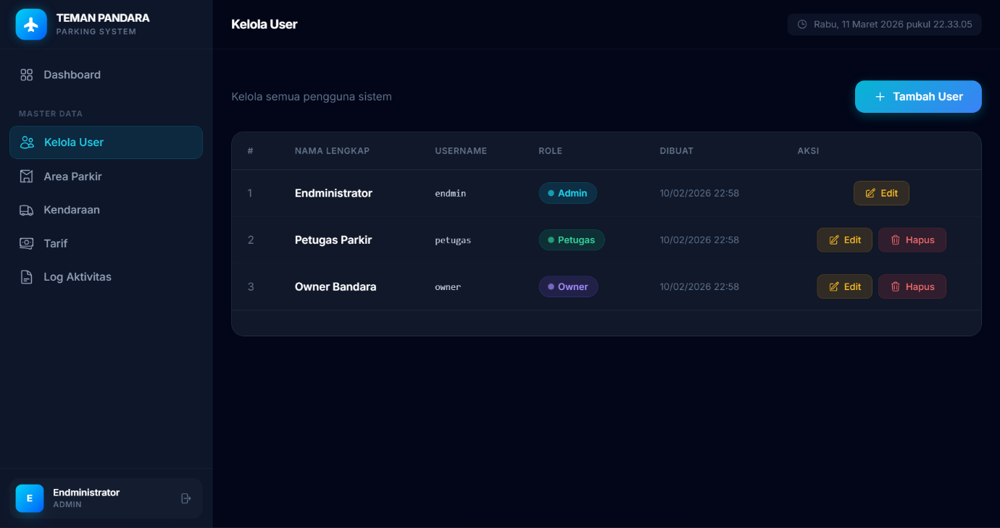 TEMAN PANDARA
PARKING SYSTEM
Dashboard
MASTER DATA
Kelola User
Area Parkir
Kendaraan
Tarif
Log Aktivitas
E
Endministrator
ADMIN
Kelola User
Rabu, 11 Maret 2026 pukul 22.33.05
Kelola semua pengguna sistem
Tambah User
# NAMA LENGKAP USERNAME ROLE DIBUAT AKSI
1 Endministrator endmin Admin 10/02/2026 22:58 Edit
2 Petugas Parkir petugas Petugas 10/02/2026 22:58 Edit Hapus
3 Owner Bandara owner Owner 10/02/2026 22:58 Edit Hapus